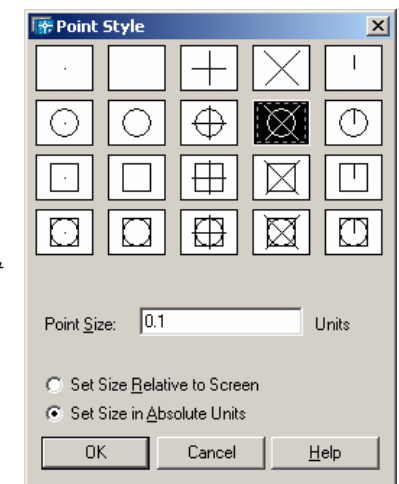 Point Style
Point Size: 0.1 Units
Set Size Relative to Screen
Set Size in Absolute Units
OK Cancel Help